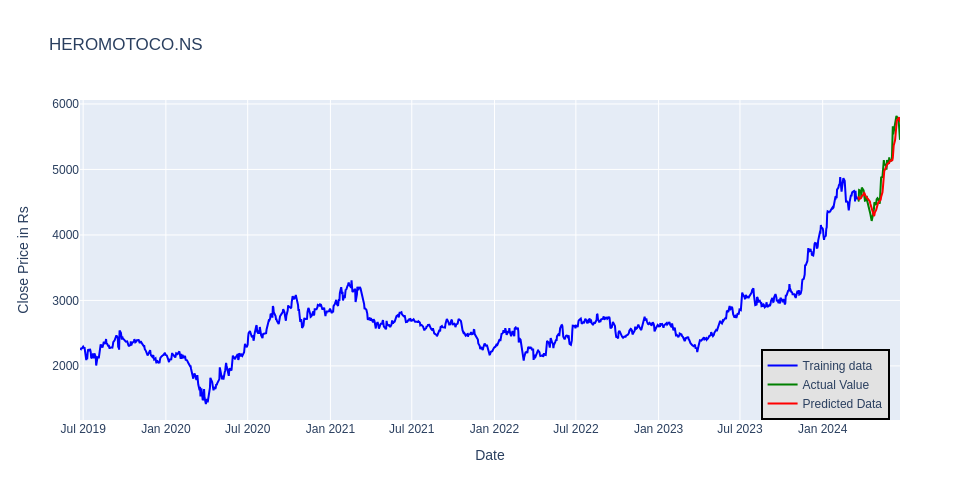 HEROMOTOCO.NS
6000
5000
4000
3000
2000
Close Price in Rs
Jul 2019 Jan 2020 Jul 2020 Jan 2021 Jul 2021 Jan 2022 Jul 2022 Jan 2023 Jul 2023 Jan 2024
Date
Training data
Actual Value
Predicted Data